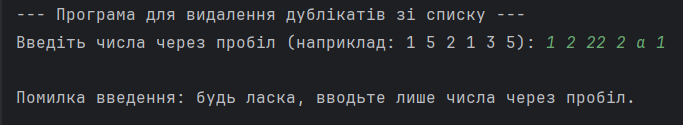 --- Програма для видалення дублікатів зі списку ---
Введіть числа через пробіл (наприклад: 1 5 2 1 3 5): 1 2 22 2 а 1
Помилка введення: будь ласка, вводьте лише числа через пробіл.